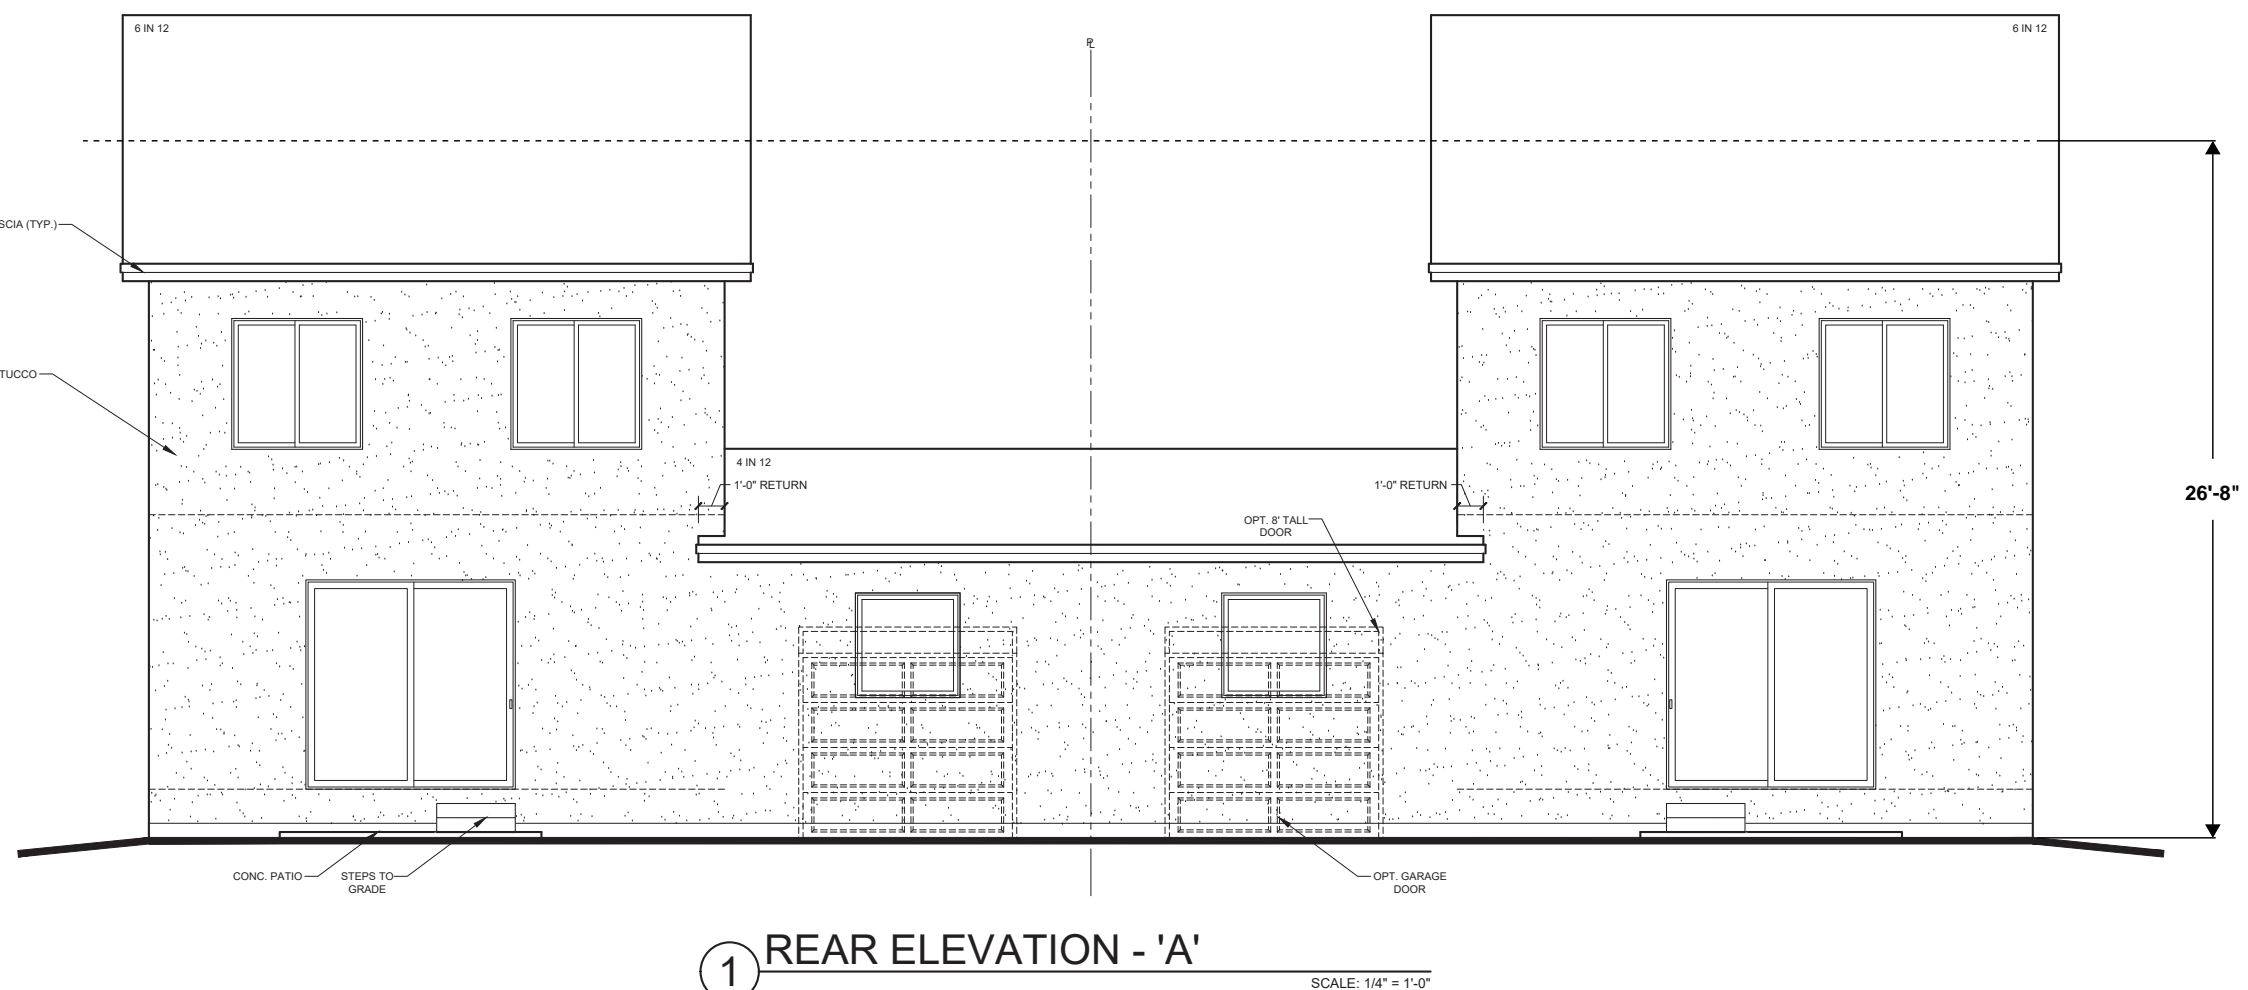 6 IN 12
6 IN 12
PL
SCIA (TYP.)
TUCCO
4 IN 12
1'-0" RETURN
1'-0" RETURN
26'-8"
OPT. 8' TALL
DOOR
CONC. PATIO
STEPS TO
GRADE
OPT. GARAGE
DOOR
1
REAR ELEVATION - 'A'
SCALE: 1/4" = 1'-0"